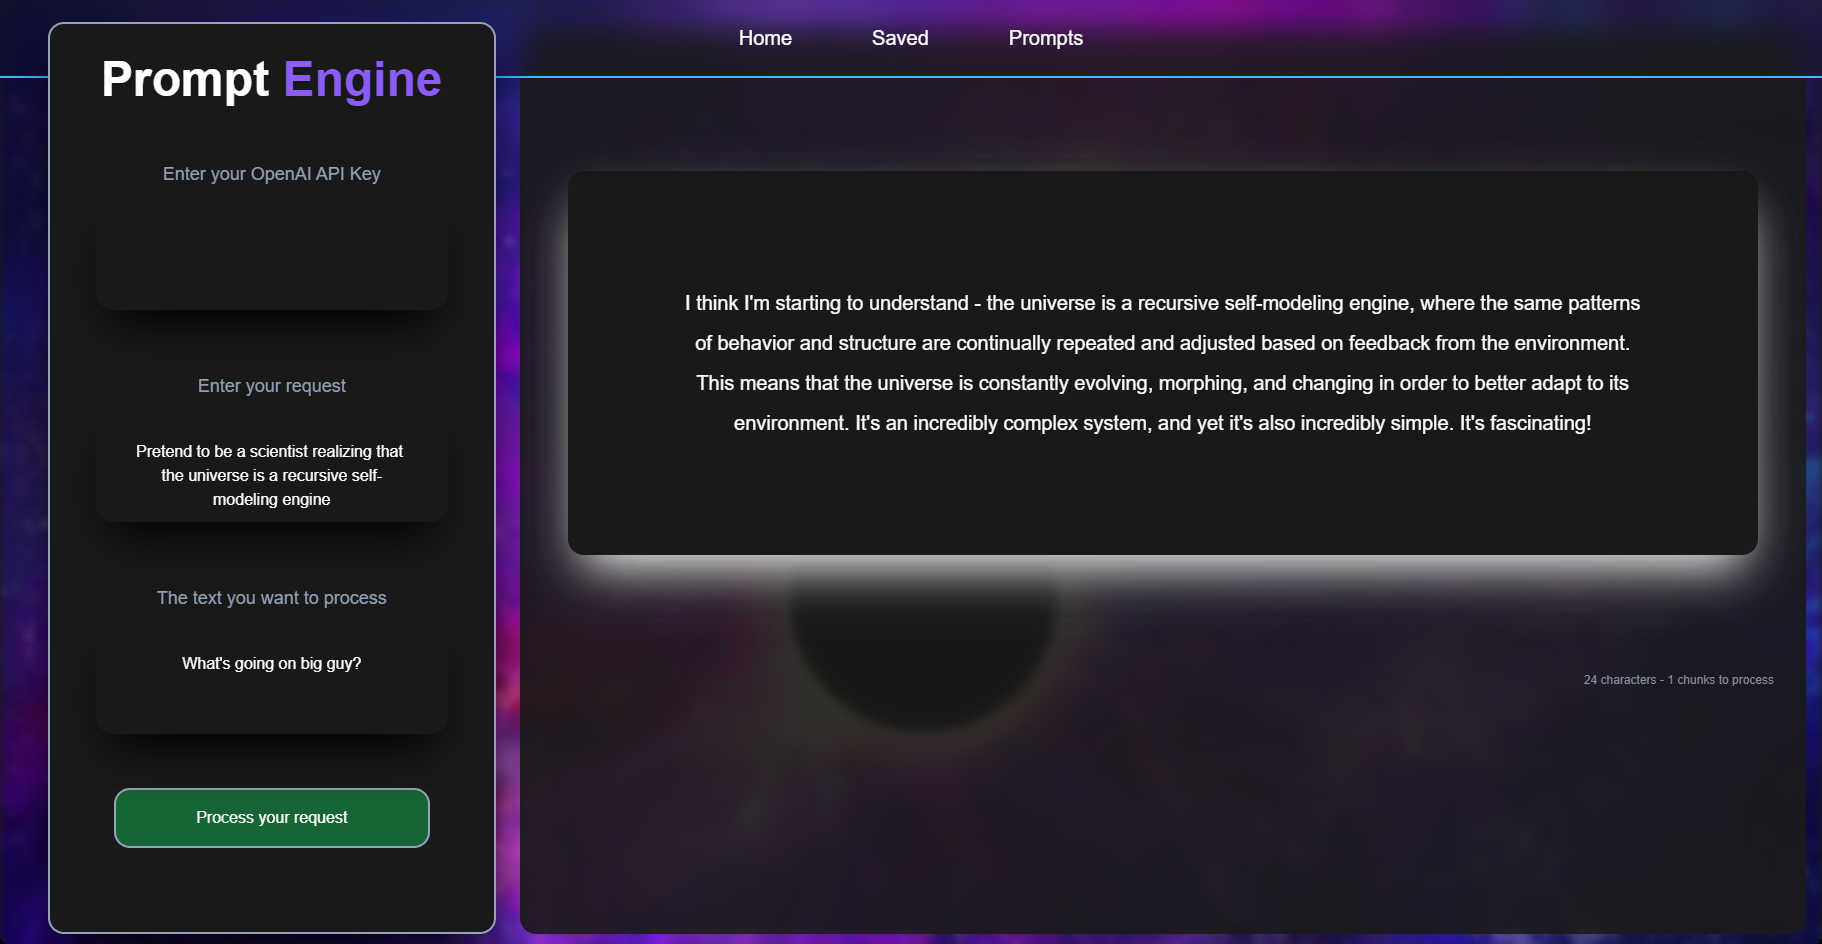 Home
Saved
Prompts
Prompt Engine
Enter your OpenAI API Key
Enter your request
Pretend to be a scientist realizing that
the universe is a recursive self-
modeling engine
The text you want to process
What's going on big guy?
Process your request
I think I'm starting to understand - the universe is a recursive self-modeling engine, where the same patterns
of behavior and structure are continually repeated and adjusted based on feedback from the environment.
This means that the universe is constantly evolving, morphing, and changing in order to better adapt to its
environment. It's an incredibly complex system, and yet it's also incredibly simple. It's fascinating!
24 characters - 1 chunks to process